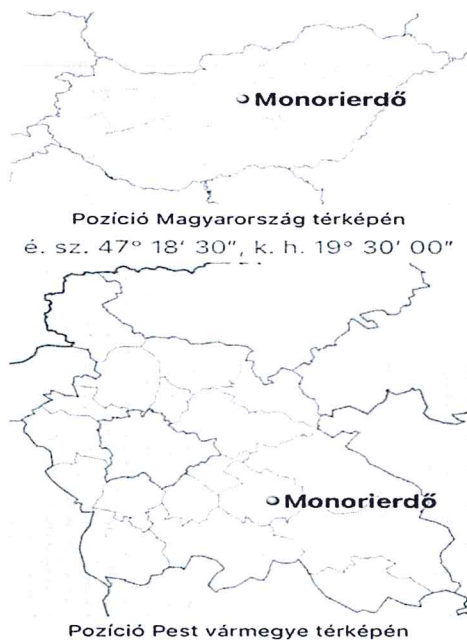 Monorierdő
Pozíció Magyarország térképén
é. sz. 47° 18′ 30″, k. h. 19° 30′ 00″
Monorierdő
Pozíció Pest vármegye térképén